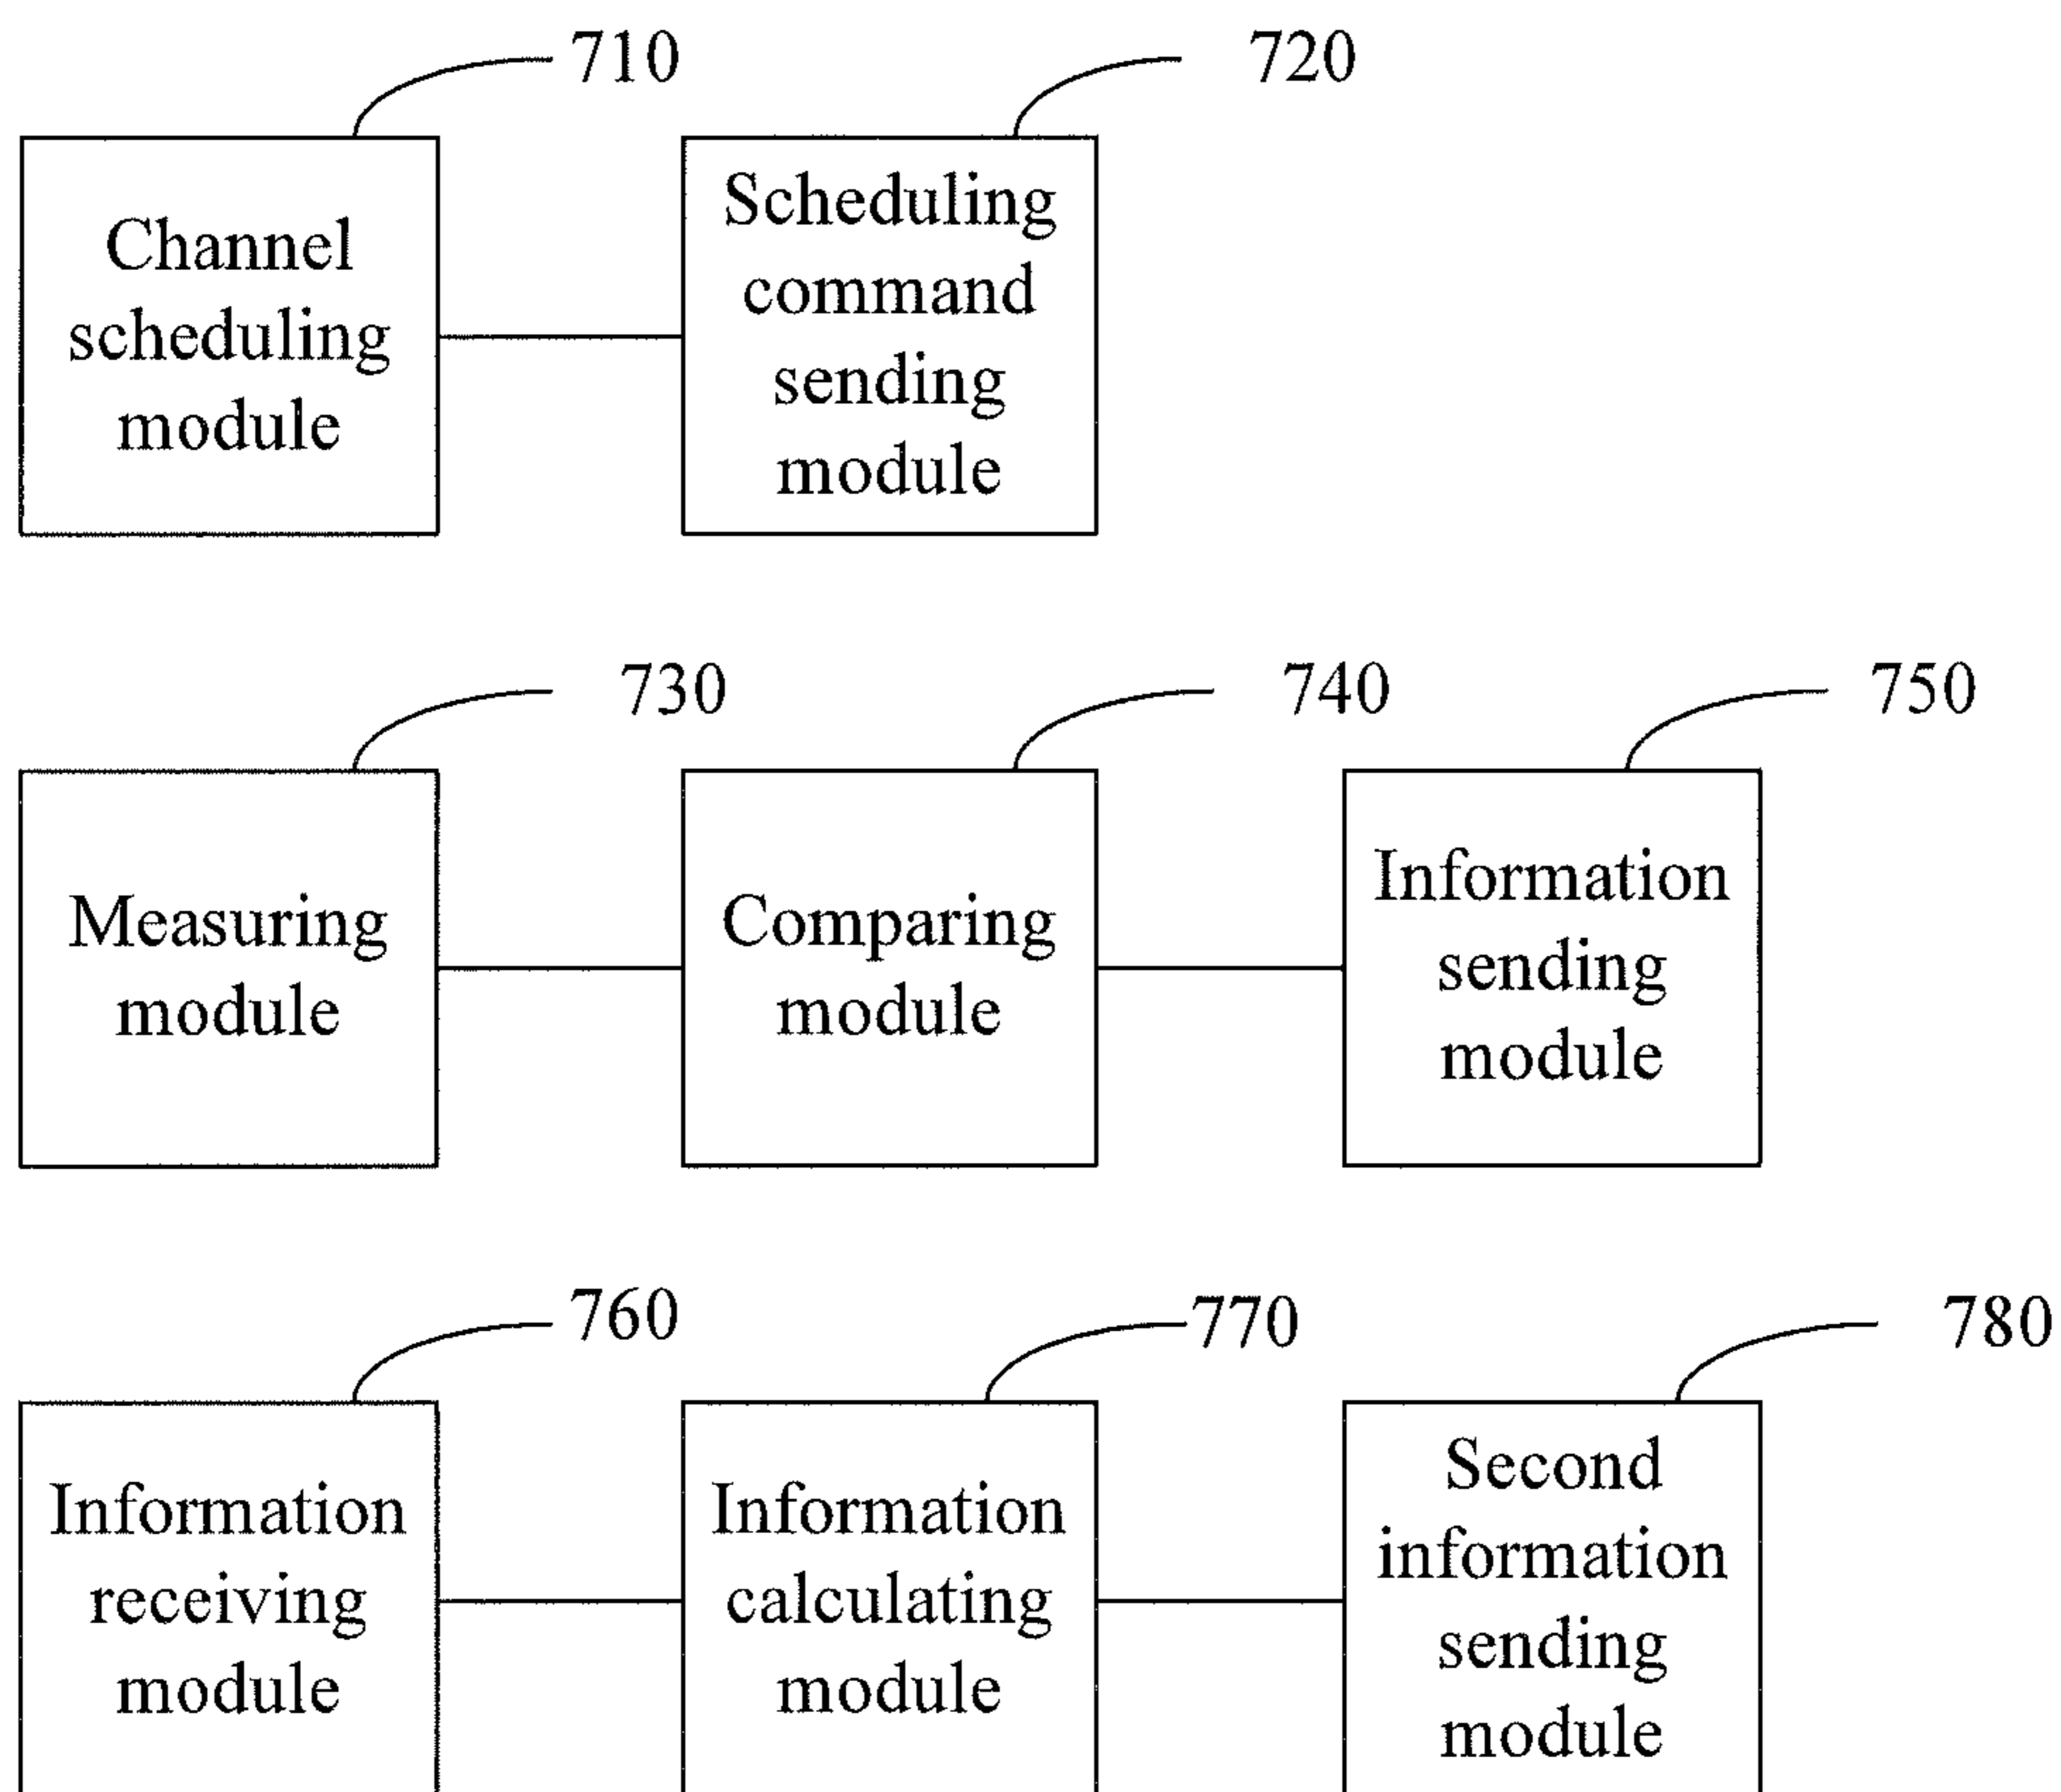 710
720
Channel
scheduling
module
Scheduling
command
sending
module
730
740
750
Measuring
module
Comparing
module
Information
sending
module
760
770
780
Information
receiving
module
Information
calculating
module
Second
information
sending
module